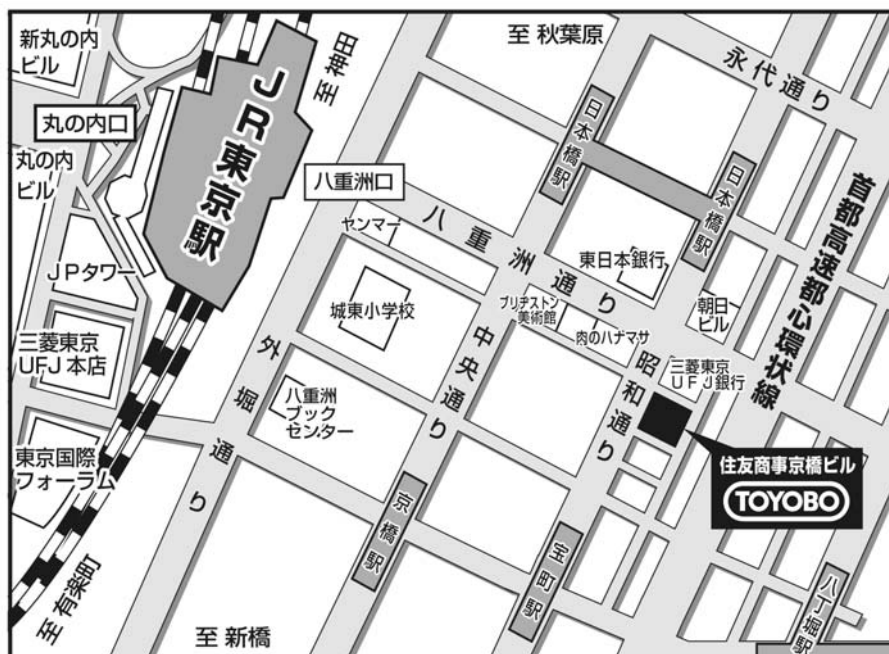 新丸の内
ビル
至 秋葉原
永代通り
至 神田
JR東京駅
丸の内口
丸の内
ビル
八重洲口
日本橋駅
日本橋駅
首都高速都心環状線
ヤンマー
八重洲通り
東日本銀行
JPタワー
城東小学校
ブリヂストン
美術館
肉のハナマサ
朝日
ビル
三菱東京
UFJ 本店
外堀通り
中央通り
昭和通り
三菱東京
UFJ銀行
八重洲
ブック
センター
東京国際
フォーラム
住友商事京橋ビル
TOYOBO
京橋駅
宝町駅
八丁堀駅
至 有楽町
至 新橋